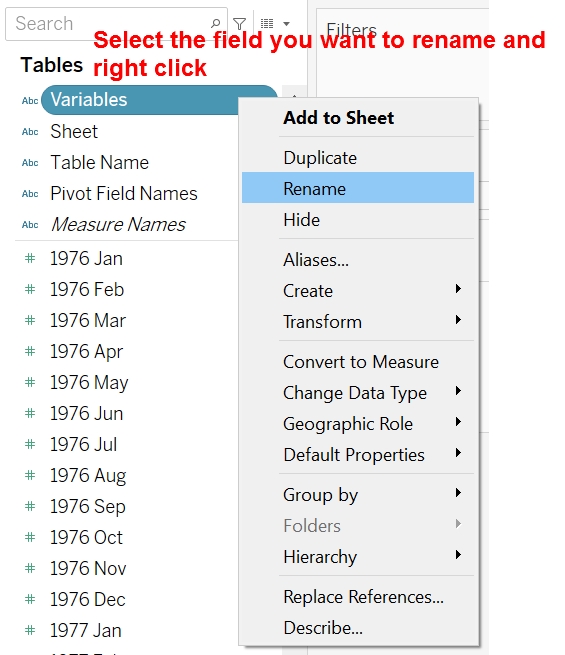 Search
Filters
Select the field you want to rename and
right click
Tables
Abc Variables
Abc Sheet
Abc Table Name
Abc Pivot Field Names
Abc Measure Names
# 1976 Jan
# 1976 Feb
# 1976 Mar
# 1976 Apr
# 1976 May
# 1976 Jun
# 1976 Jul
# 1976 Aug
# 1976 Sep
# 1976 Oct
# 1976 Nov
# 1976 Dec
# 1977 Jan
Add to Sheet
Duplicate
Rename
Hide
Aliases...
Create
Transform
Convert to Measure
Change Data Type
Geographic Role
Default Properties
Group by
Folders
Hierarchy
Replace References...
Describe...